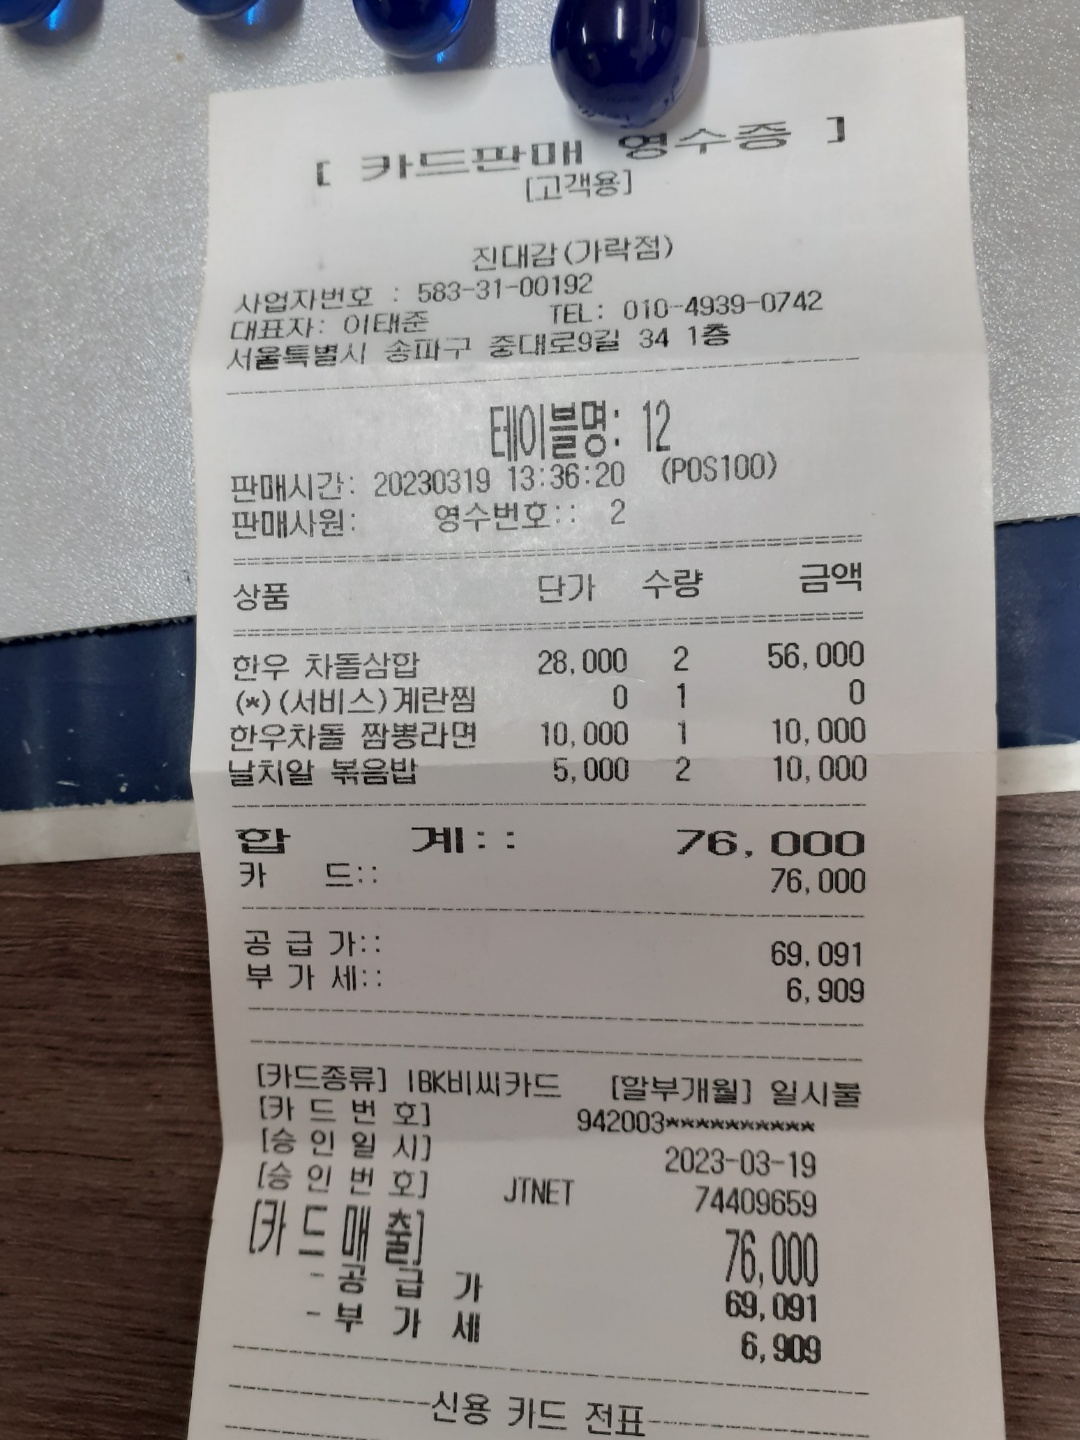 [ 카드판매 영수증 ]
[고객용]
진대감(가락점)
사업자번호 : 583-31-00192
대표자: 이태준 TEL: 010-4939-0742
서울특별시 송파구 중대로9길 34 1층
테이블명: 12
판매시간: 20230319 13:36:20 (POS100)
판매사원: 영수번호:: 2
상품 단가 수량 금액
한우 차돌삼합 28,000 2 56,000
(*)(서비스)계란찜 0 1 0
한우차돌 짬뽕라면 10,000 1 10,000
날치알 볶음밥 5,000 2 10,000
합 계:: 76,000
카 드:: 76,000
공 급 가:: 69,091
부 가 세:: 6,909
[카드종류] IBK비씨카드 [할부개월] 일시불
[카 드 번 호] 942003**********
[승 인 일 시] 2023-03-19
[승 인 번 호] JTNET 74409659
[카 드 매 출] 76,000
- 공 급 가 69,091
- 부 가 세 6,909
신용 카드 전표